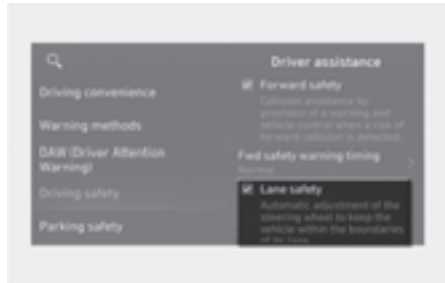 Driver assistance
Driving convenience
Warning methods
DAW (Driver Attention
Warning)
Driving safety
Parking safety
Forward safety
Collision avoidance by
provision of a warning and
vehicle control when a risk of
forward collision is detected.
Fwd safety warning timing
Normal
Lane safety
Automatic adjustment of the
steering wheel to keep the
vehicle within the boundaries
of its lane.